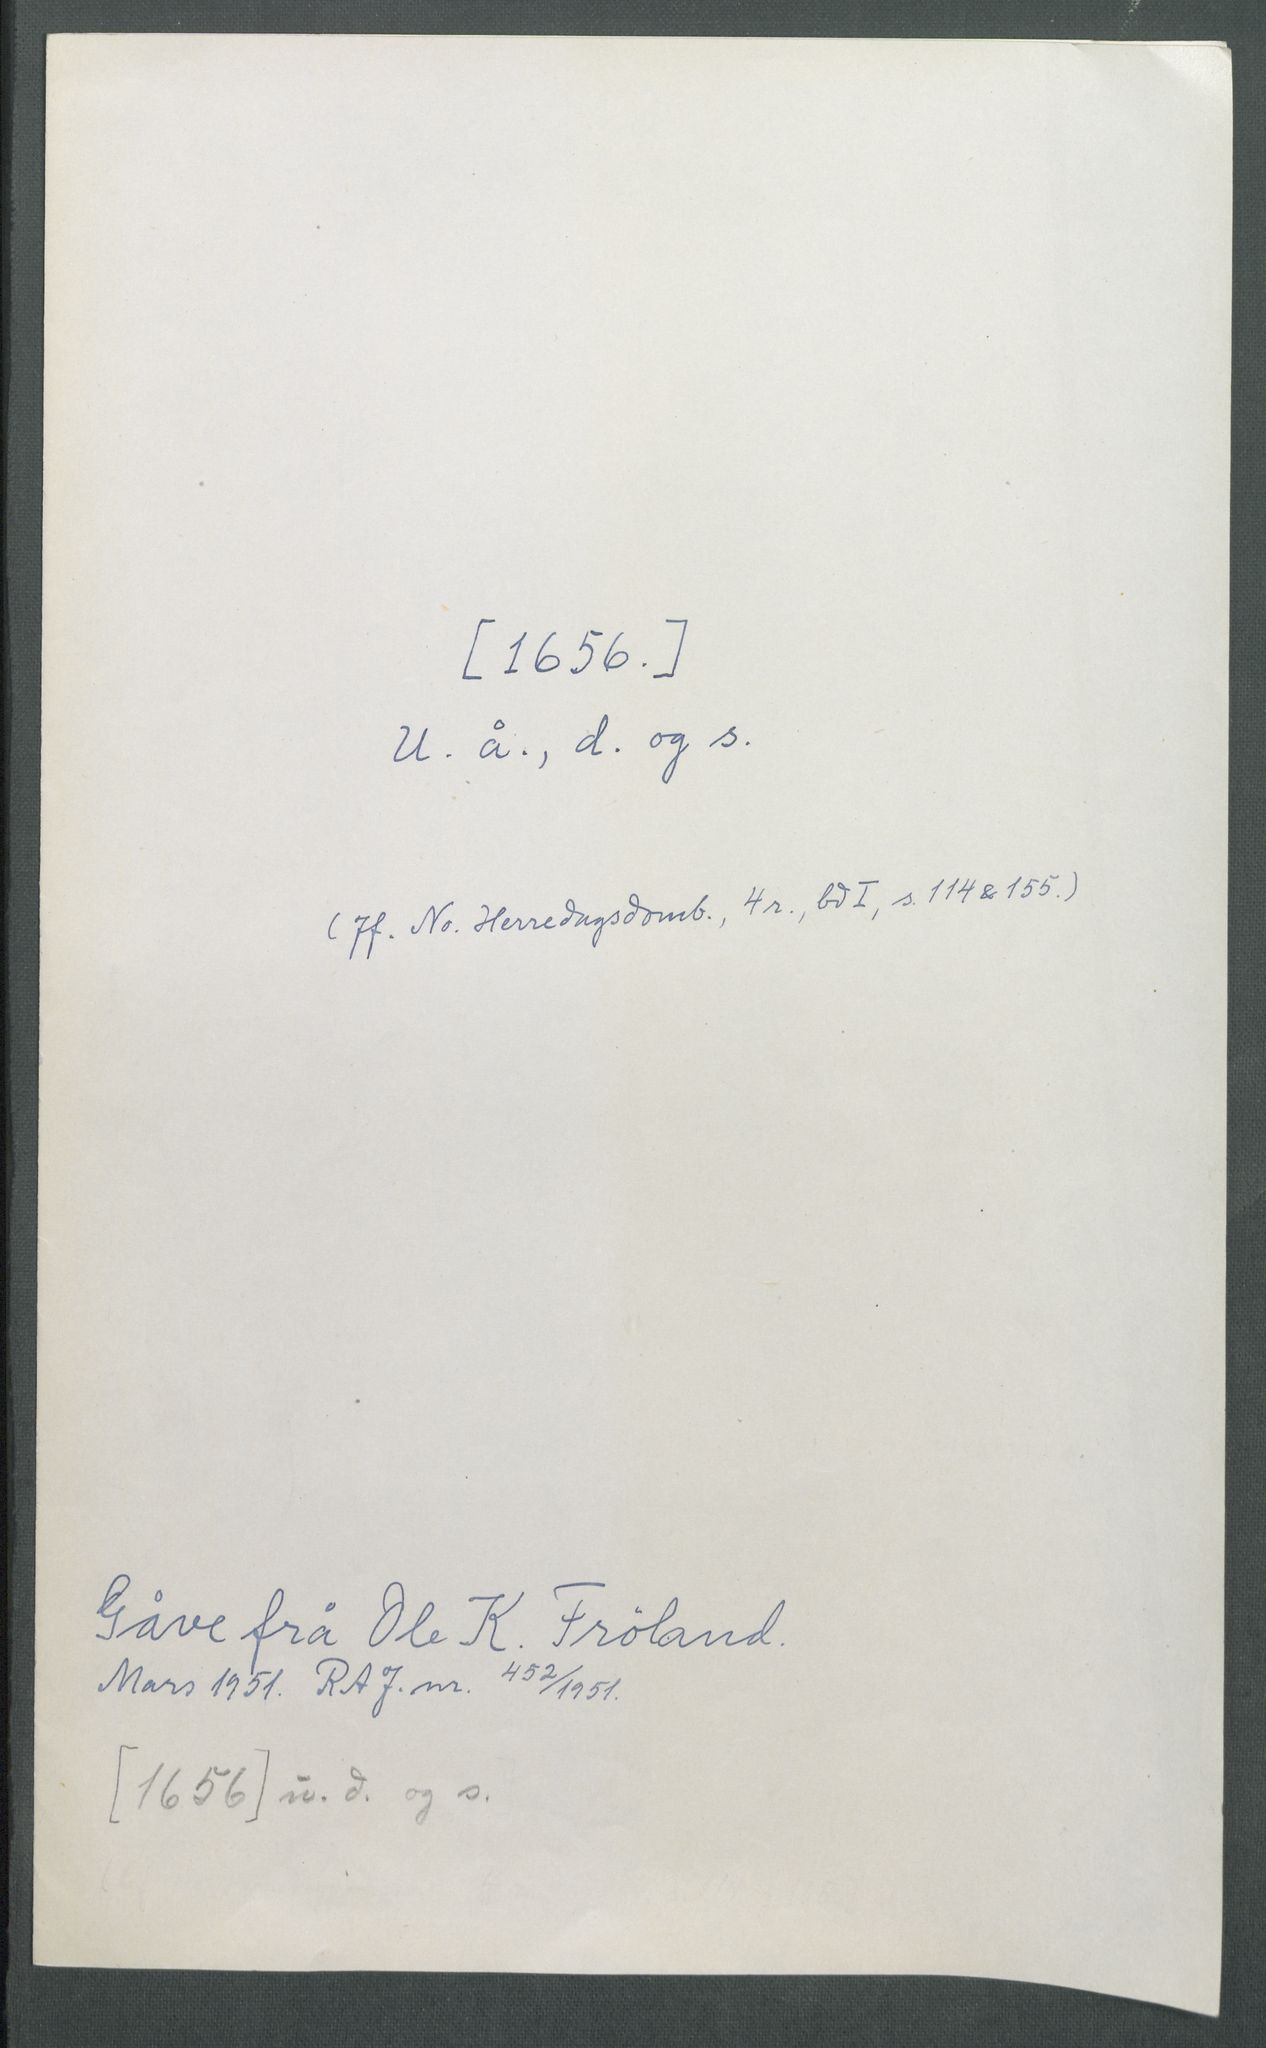 [1656.]
U. å., d. og s.
(Jf. No. Herredagsdomb., 4 r., bd I, s. 114 & 155.)
Gåve frå Ole K. Fröland.
Mars 1951. RA J. nr. 452/1951.
[1656] u. d. og s.